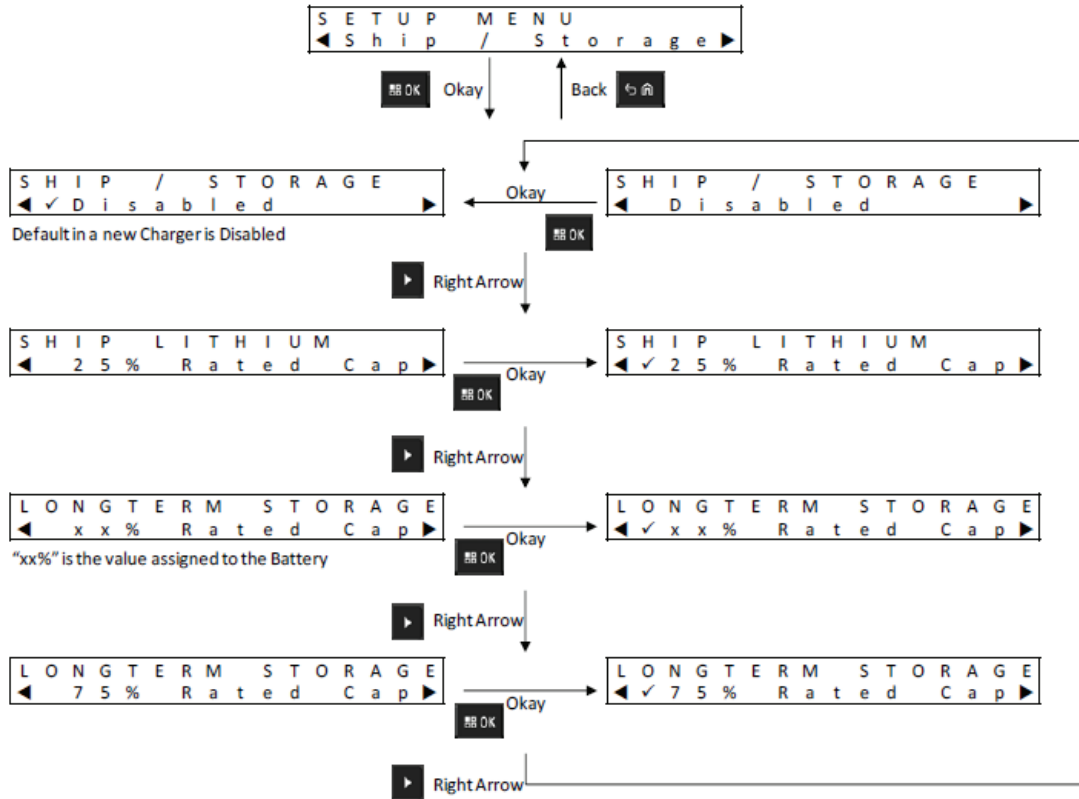 SETUP MENU
◀Ship / Storage▶
OK Okay Back
SHIP / STORAGE
◀✓Disabled ▶
Okay
OK
SHIP / STORAGE
◀ Disabled ▶
Default in a new Charger is Disabled
Right Arrow
SHIP LITHIUM
◀ 25% Rated Cap▶
Okay
OK
SHIP LITHIUM
◀✓25% Rated Cap▶
Right Arrow
LONGTERM STORAGE
◀ xx% Rated Cap▶
Okay
OK
LONGTERM STORAGE
◀✓xx% Rated Cap▶
“xx%” is the value assigned to the Battery
Right Arrow
LONGTERM STORAGE
◀ 75% Rated Cap▶
Okay
OK
LONGTERM STORAGE
◀✓75% Rated Cap▶
Right Arrow